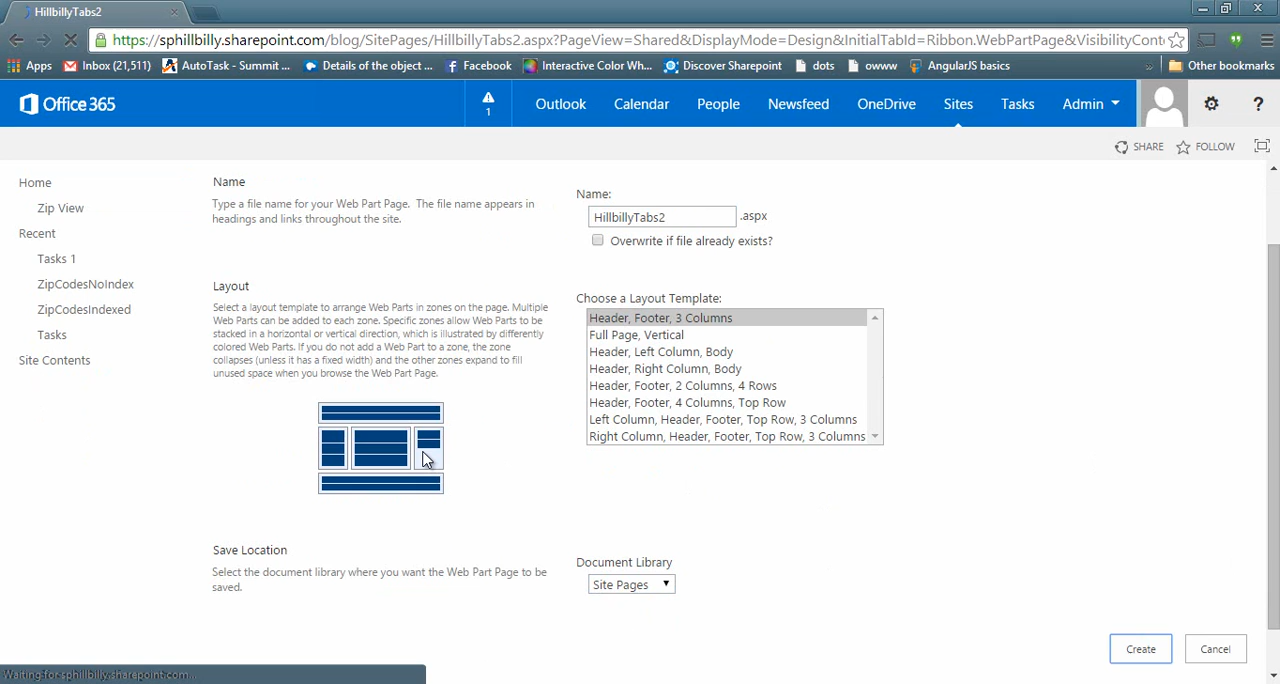 HillbillyTabs2
https://sphillbilly.sharepoint.com/blog/SitePages/HillbillyTabs2.aspx?PageView=Shared&DisplayMode=Design&InitialTabId=Ribbon.WebPartPage&VisibilityConte
Apps Inbox (21,511) AutoTask - Summit ... Details of the object ... Facebook Interactive Color Wh... Discover Sharepoint dots owww AngularJS basics » Other bookmarks
Office 365 1 Outlook Calendar People Newsfeed OneDrive Sites Tasks Admin ?
SHARE FOLLOW
Home
Zip View
Recent
Tasks 1
ZipCodesNoIndex
ZipCodesIndexed
Tasks
Site Contents
Name
Type a file name for your Web Part Page. The file name appears in
headings and links throughout the site.
Name:
HillbillyTabs2 .aspx
Overwrite if file already exists?
Layout
Select a layout template to arrange Web Parts in zones on the page. Multiple
Web Parts can be added to each zone. Specific zones allow Web Parts to be
stacked in a horizontal or vertical direction, which is illustrated by differently
colored Web Parts. If you do not add a Web Part to a zone, the zone
collapses (unless it has a fixed width) and the other zones expand to fill
unused space when you browse the Web Part Page.
Choose a Layout Template:
Header, Footer, 3 Columns
Full Page, Vertical
Header, Left Column, Body
Header, Right Column, Body
Header, Footer, 2 Columns, 4 Rows
Header, Footer, 4 Columns, Top Row
Left Column, Header, Footer, Top Row, 3 Columns
Right Column, Header, Footer, Top Row, 3 Columns
Save Location
Select the document library where you want the Web Part Page to be
saved.
Document Library
Site Pages
Create Cancel
Waiting for sphillbilly.sharepoint.com...